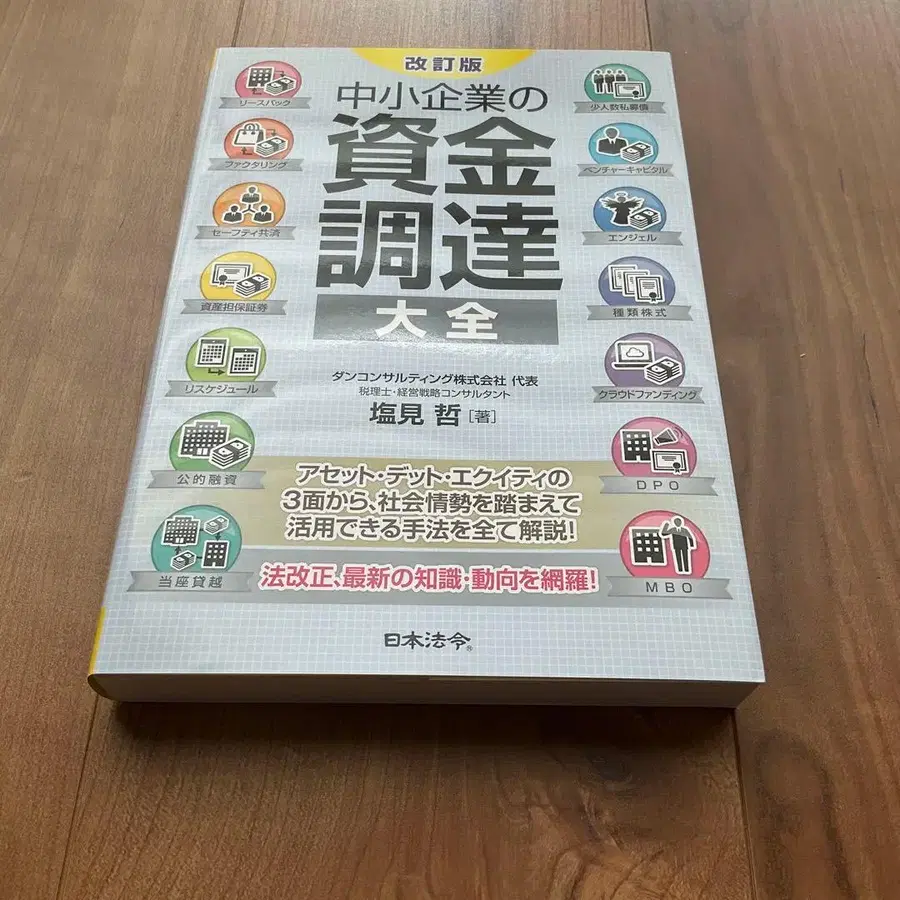 改訂版
中小企業の
資金
調達
大全
ダンコンサルティング株式会社 代表
税理士・経営戦略コンサルタント
塩見 哲[著]
リースバック
ファクタリング
セーフティ共済
資産担保証券
リスケジュール
公的融資
当座貸越
少人数私募債
ベンチャーキャピタル
エンジェル
種類株式
クラウドファンディング
DPO
MBO
アセット・デット・エクイティの
3面から、社会情勢を踏まえて
活用できる手法を全て解説!
法改正、最新の知識・動向を網羅!
日本法令®